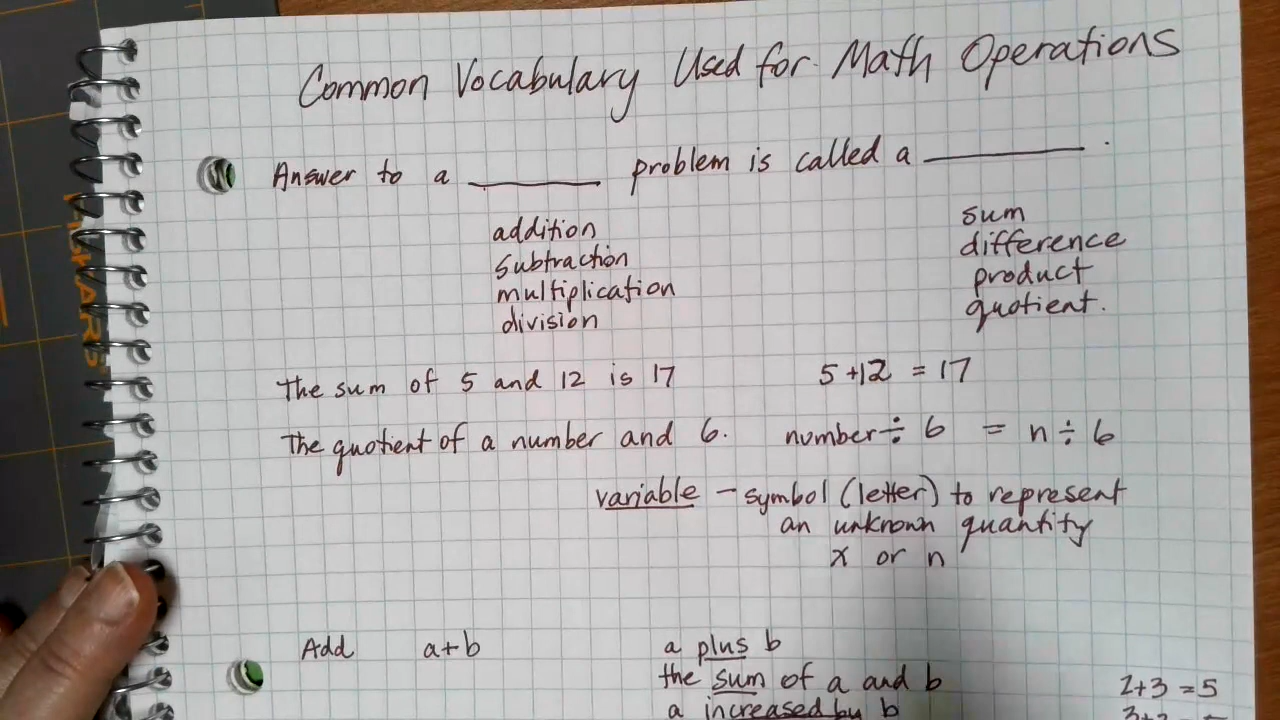 Common Vocabulary Used for Math Operations
Answer to a ______ problem is called a ______.
addition sum
subtraction difference
multiplication product
division quotient.
The sum of 5 and 12 is 17 5+12 = 17
The quotient of a number and 6. number ÷ 6 = n ÷ 6
variable - symbol (letter) to represent
an unknown quantity
x or n
Add a+b a plus b
the sum of a and b 2+3 = 5
a increased by b